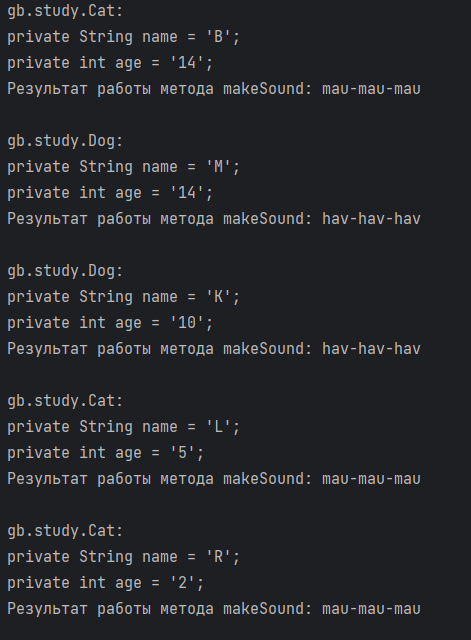 gb.study.Cat:
private String name = 'B';
private int age = '14';
Результат работы метода makeSound: mau-mau-mau
gb.study.Dog:
private String name = 'M';
private int age = '14';
Результат работы метода makeSound: hav-hav-hav
gb.study.Dog:
private String name = 'K';
private int age = '10';
Результат работы метода makeSound: hav-hav-hav
gb.study.Cat:
private String name = 'L';
private int age = '5';
Результат работы метода makeSound: mau-mau-mau
gb.study.Cat:
private String name = 'R';
private int age = '2';
Результат работы метода makeSound: mau-mau-mau